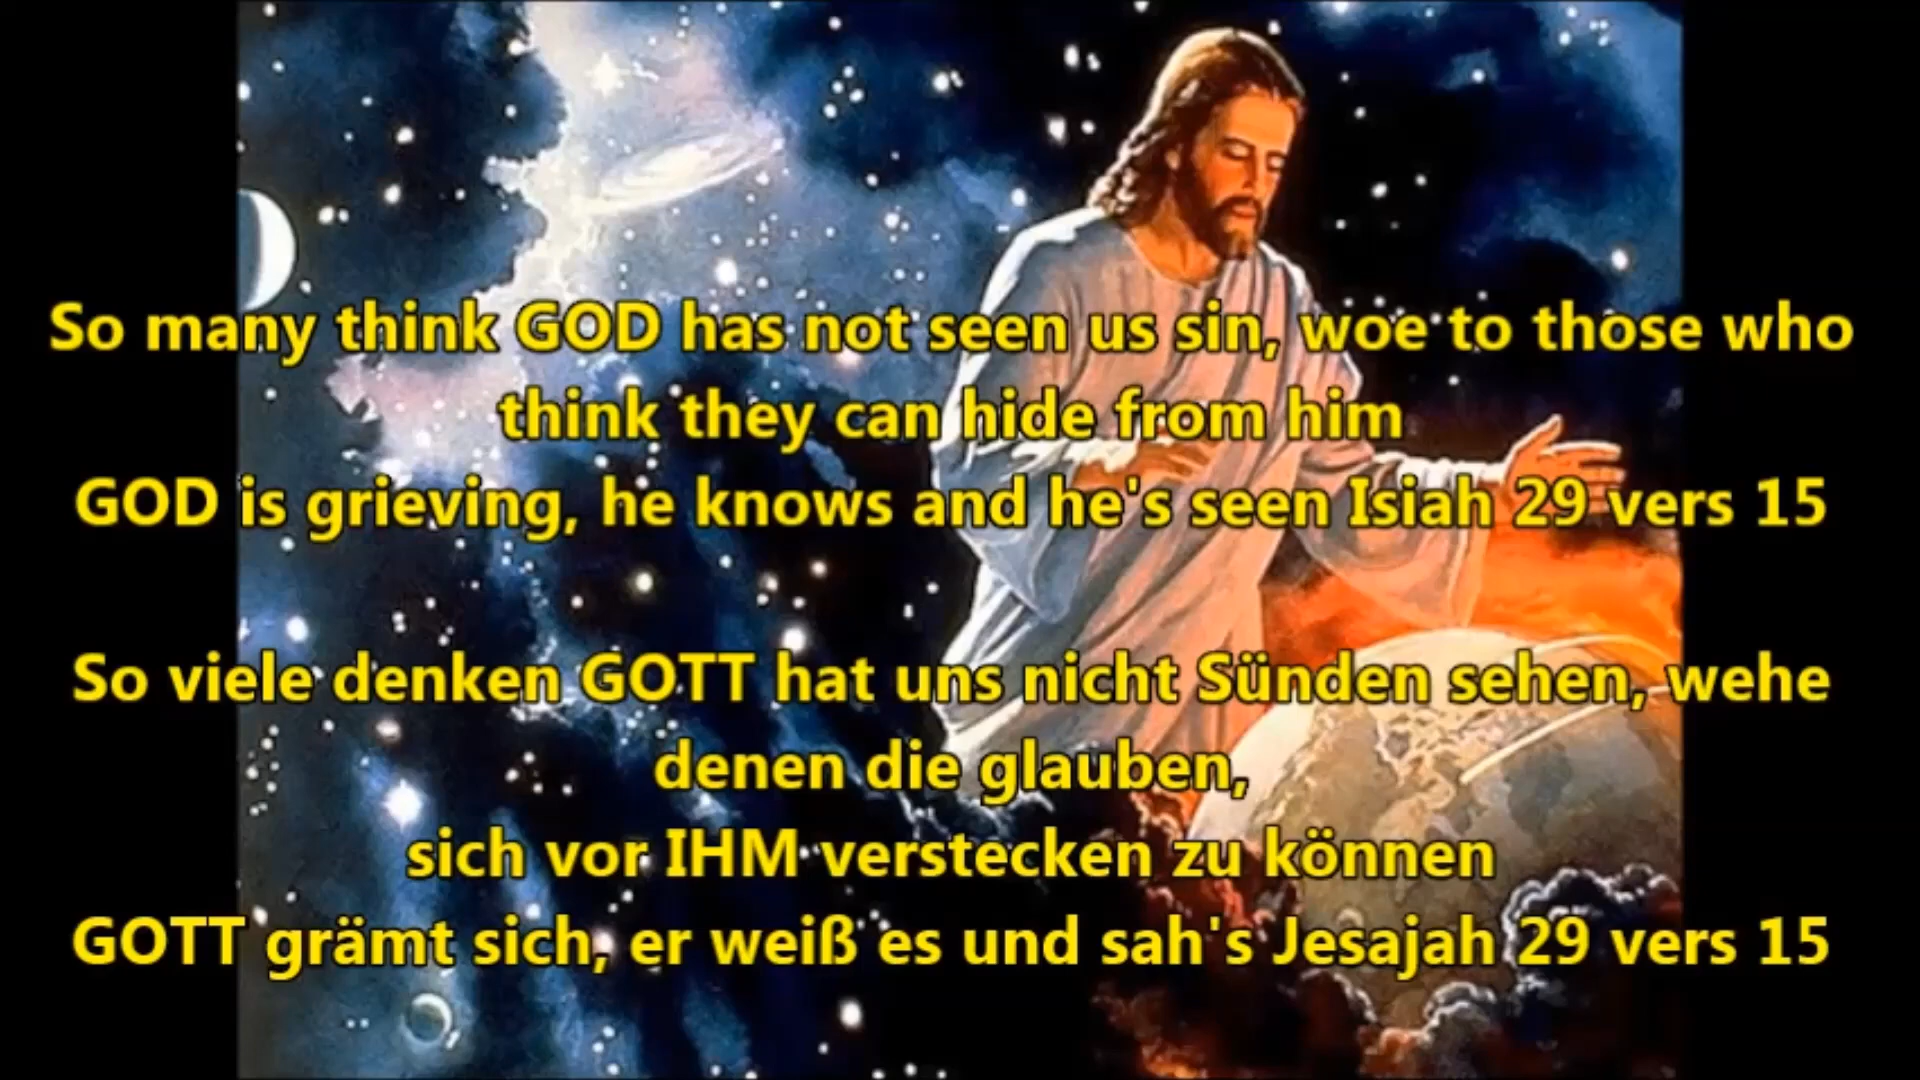 So many think GOD has not seen us sin, woe to those who
think they can hide from him
GOD is grieving, he knows and he's seen Isiah 29 vers 15
So viele denken GOTT hat uns nicht Sünden sehen, wehe
denen die glauben,
sich vor IHM verstecken zu können
GOTT grämt sich, er weiß es und sah's Jesajah 29 vers 15